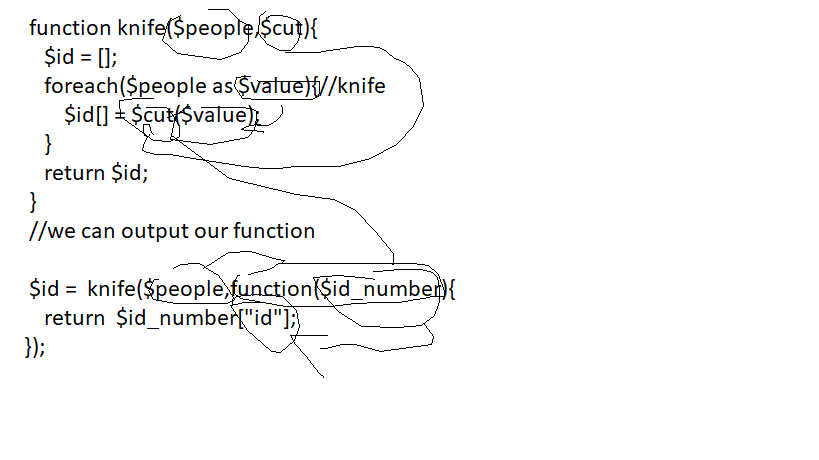 function knife($people,$cut){
$id = [];
foreach($people as $value){//knife
$id[] = $cut($value);
}
return $id;
}
//we can output our function
$id = knife($people,function($id_number){
return $id_number["id"];
});